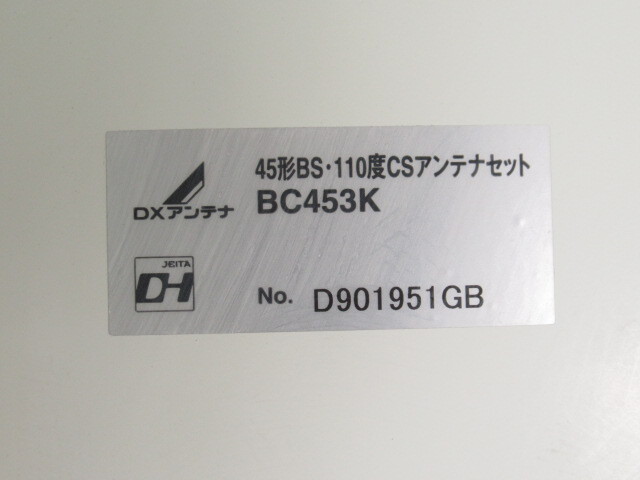 45形BS・110度CSアンテナセット
DXアンテナ
BC453K
JEITA
DH
No. D901951GB